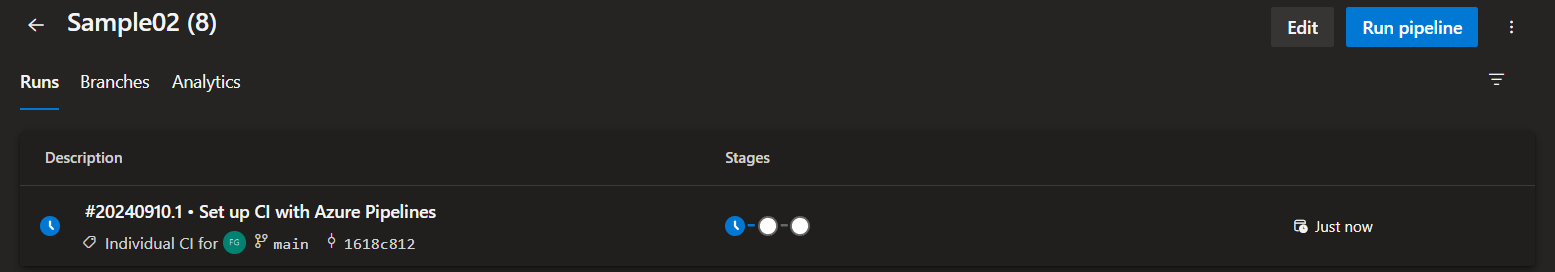 Sample02 (8)
Edit
Run pipeline
Runs
Branches
Analytics
Description
Stages
#20240910.1 • Set up CI with Azure Pipelines
Just now
Individual CI for FG main 1618c812